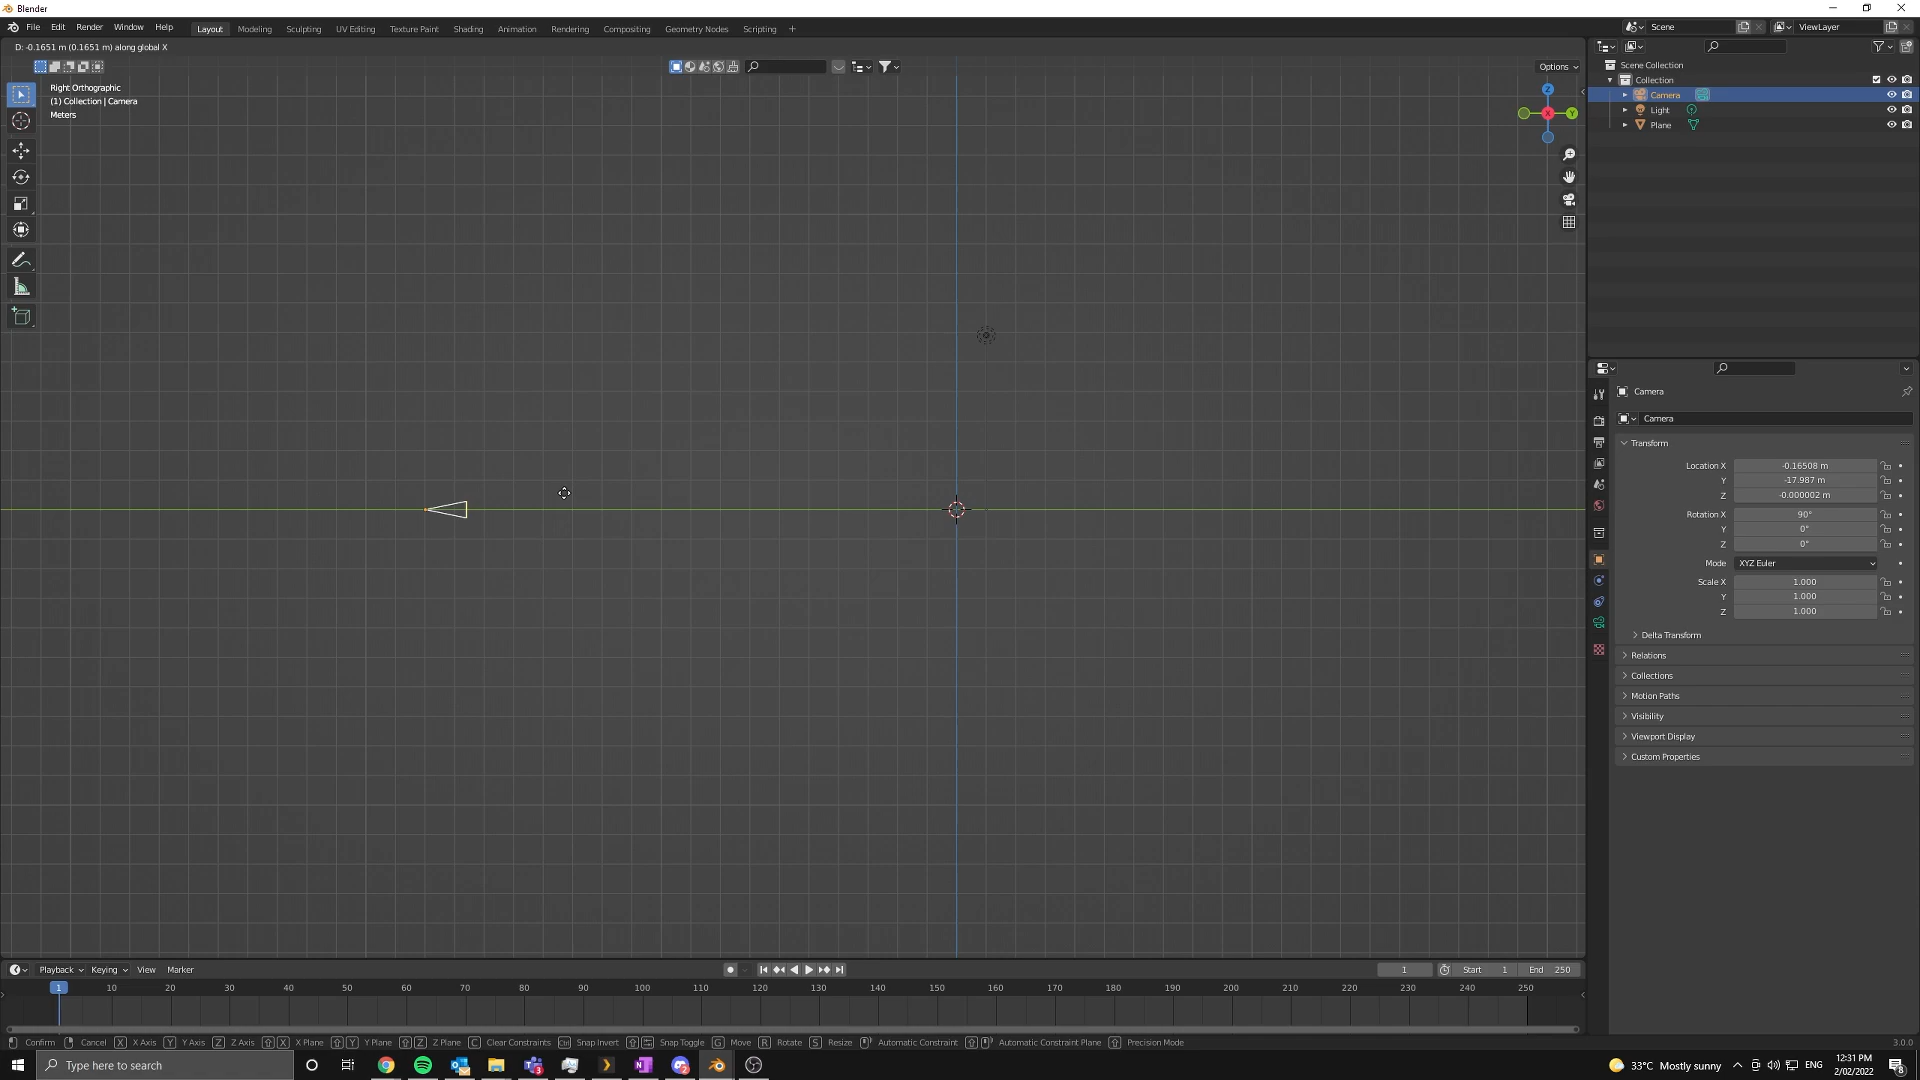 Blender
File Edit Render Window Help Layout Modeling Sculpting UV Editing Texture Paint Shading Animation Rendering Compositing Geometry Nodes Scripting + Scene ViewLayer
D: -0.1651 m (0.1651 m) along global X
Options
Right Orthographic
(1) Collection | Camera
Meters
Z
X Y
Scene Collection
Collection
Camera
Light
Plane
Camera
Camera
Transform
Location X -0.16508 m
Y -17.987 m
Z -0.000002 m
Rotation X 90°
Y 0°
Z 0°
Mode XYZ Euler
Scale X 1.000
Y 1.000
Z 1.000
Delta Transform
Relations
Collections
Motion Paths
Visibility
Viewport Display
Custom Properties
Playback Keying View Marker 1 Start 1 End 250
1 10 20 30 40 50 60 70 80 90 100 110 120 130 140 150 160 170 180 190 200 210 220 230 240 250
Confirm Cancel X X Axis Y Y Axis Z Z Axis X X Plane Y Y Plane Z Z Plane C Clear Constraints Ctrl Snap Invert Snap Toggle G Move R Rotate S Resize Automatic Constraint Automatic Constraint Plane Precision Mode 3.0.0
Type here to search 33°C Mostly sunny ENG 12:31 PM
2/02/2022